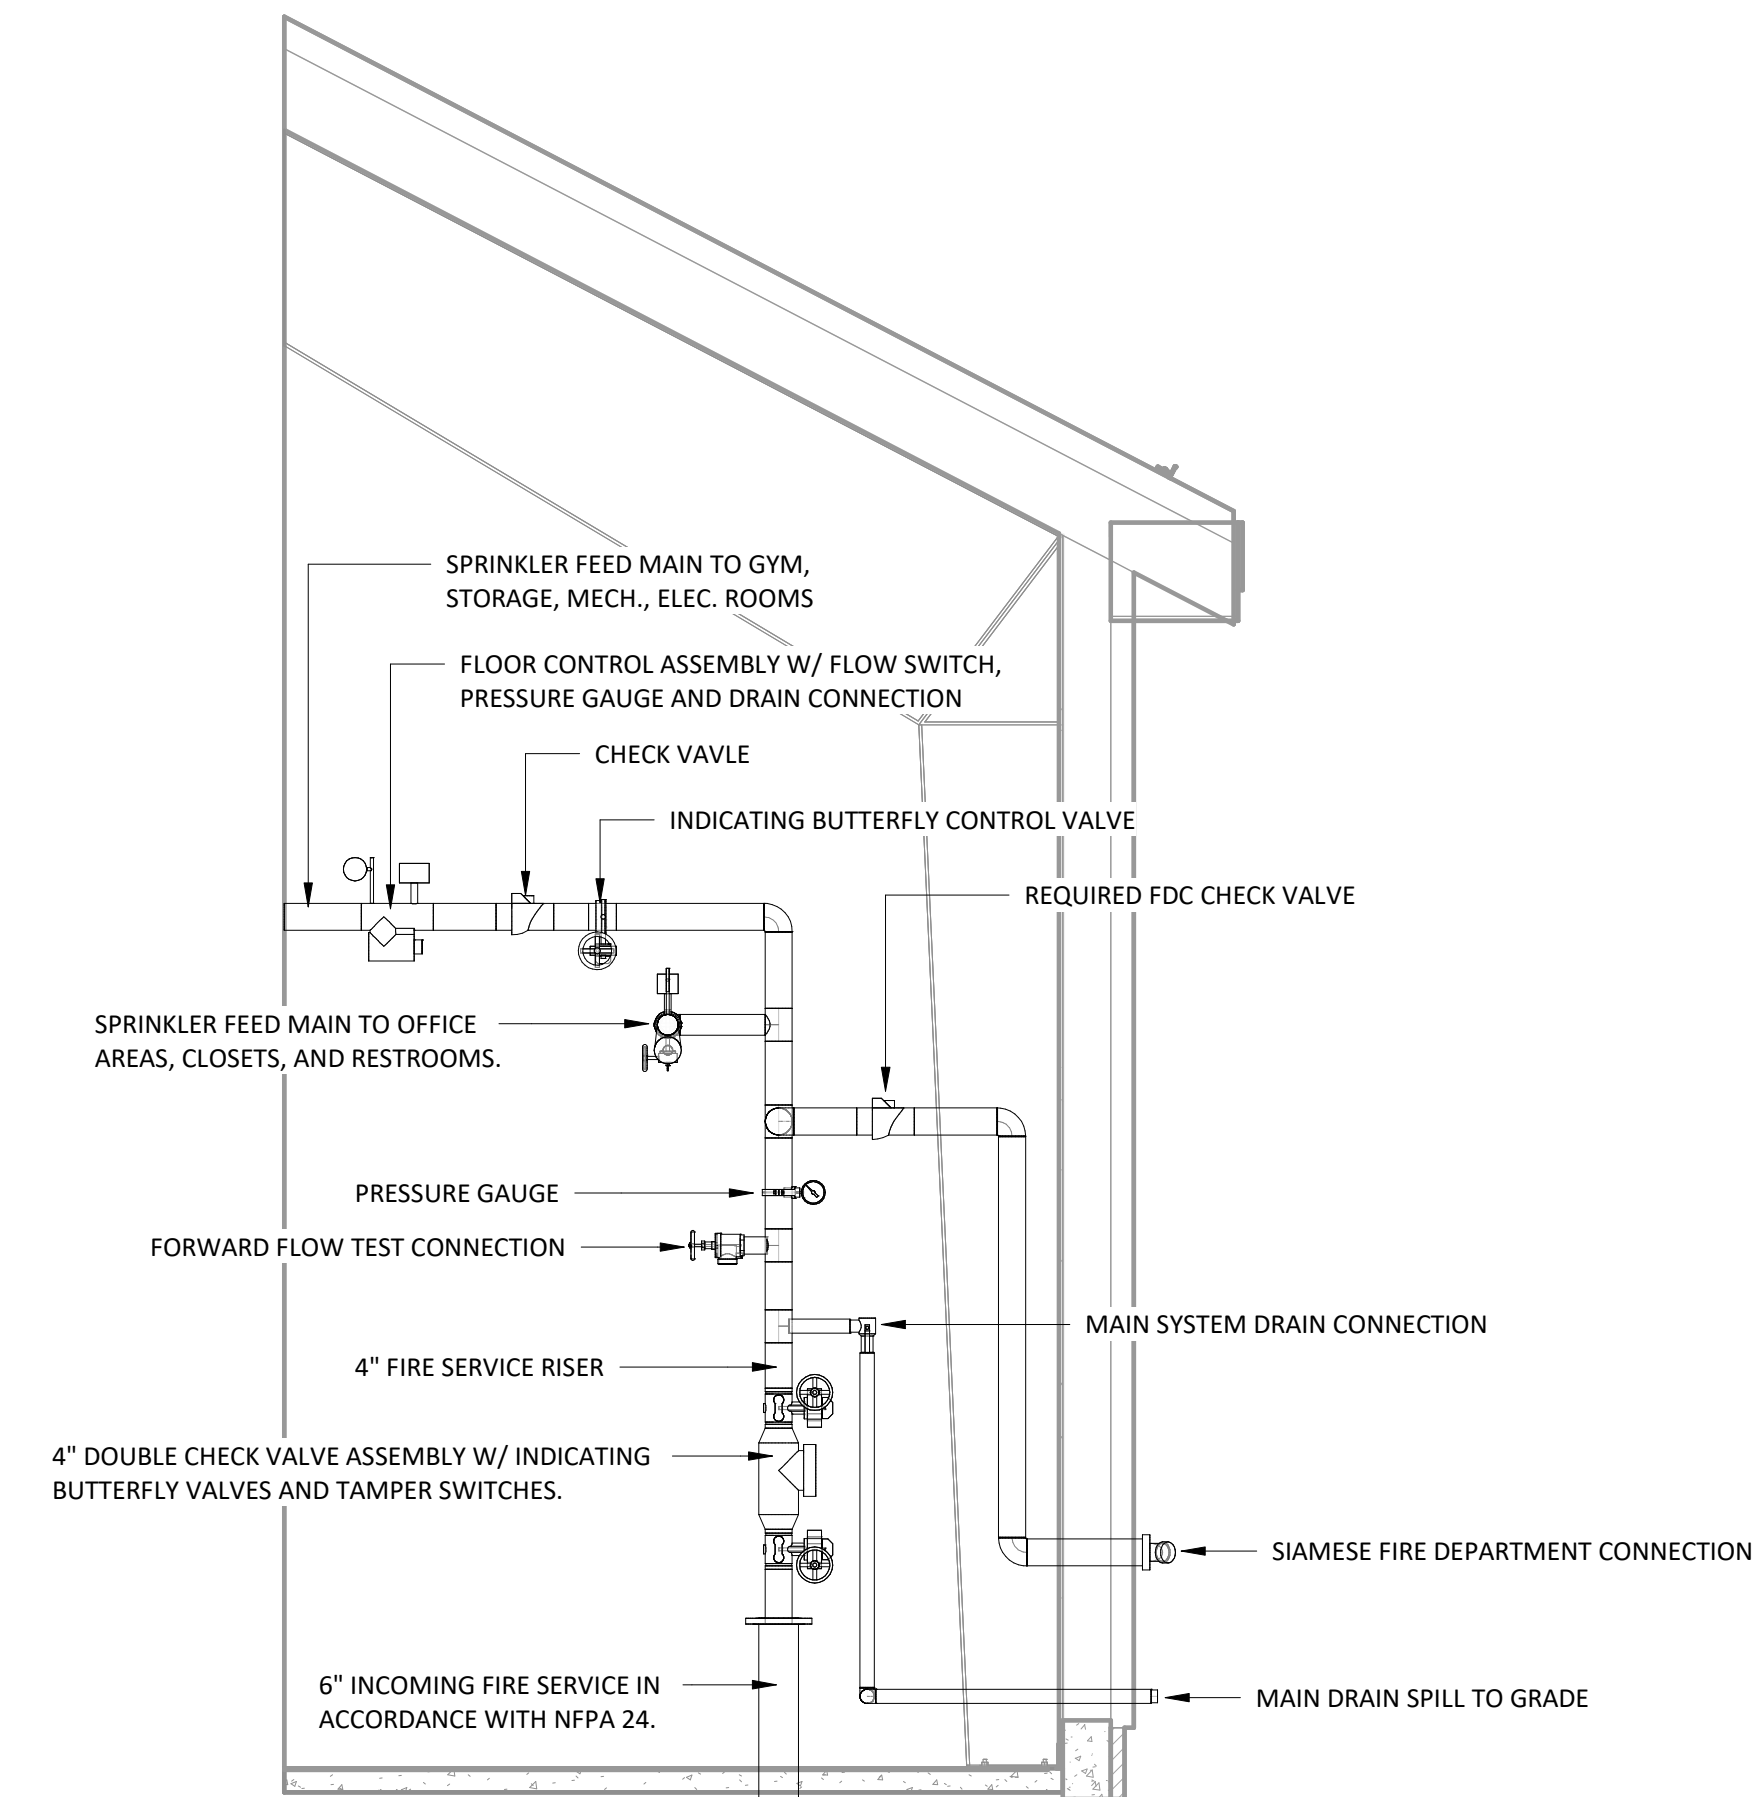 SPRINKLER FEED MAIN TO GYM,
STORAGE, MECH., ELEC. ROOMS
FLOOR CONTROL ASSEMBLY W/ FLOW SWITCH,
PRESSURE GAUGE AND DRAIN CONNECTION
CHECK VAVLE
INDICATING BUTTERFLY CONTROL VALVE
REQUIRED FDC CHECK VALVE
SPRINKLER FEED MAIN TO OFFICE
AREAS, CLOSETS, AND RESTROOMS.
PRESSURE GAUGE
FORWARD FLOW TEST CONNECTION
MAIN SYSTEM DRAIN CONNECTION
4" FIRE SERVICE RISER
4" DOUBLE CHECK VALVE ASSEMBLY W/ INDICATING
BUTTERFLY VALVES AND TAMPER SWITCHES.
SIAMESE FIRE DEPARTMENT CONNECTION
6" INCOMING FIRE SERVICE IN
ACCORDANCE WITH NFPA 24.
MAIN DRAIN SPILL TO GRADE